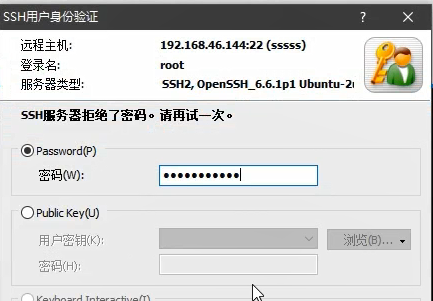 SSH用户身份验证
远程主机: 192.168.46.144:22 (sssss)
登录名: root
服务器类型: SSH2, OpenSSH_6.6.1p1 Ubuntu-2
SSH服务器拒绝了密码。请再试一次。
Password(P)
密码(W): ●●●●●●●●●●●
Public Key(U)
用户密钥(K): 浏览(B)...
密码(H):
Keyboard Interactive(I)